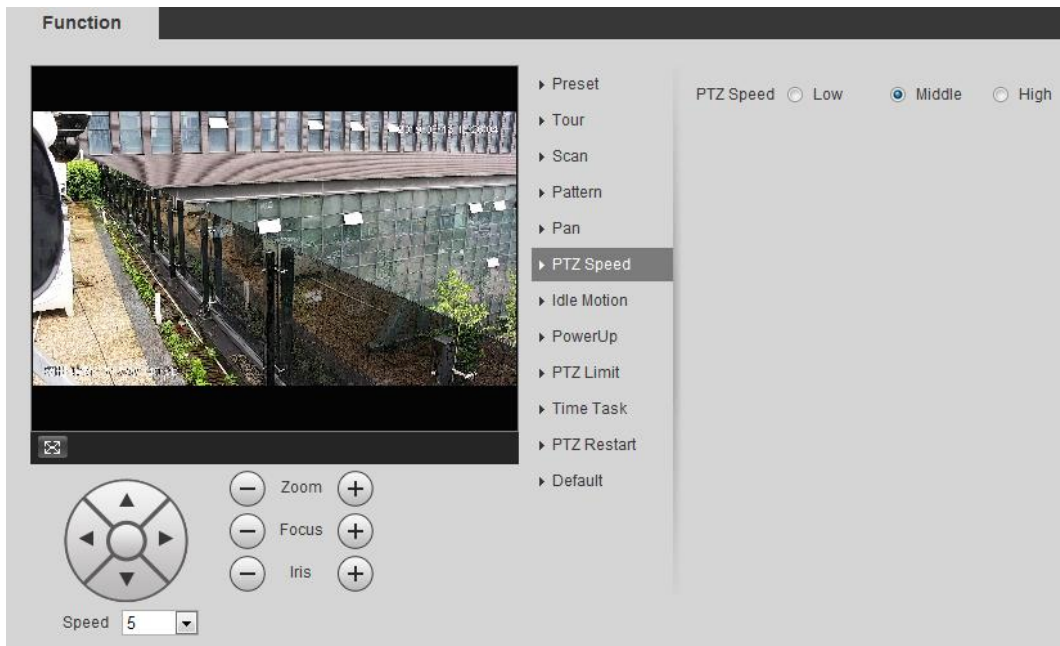 Function
Preset
Tour
Scan
Pattern
Pan
PTZ Speed
Idle Motion
PowerUp
PTZ Limit
Time Task
PTZ Restart
Default
PTZ Speed Low Middle High
Zoom
Focus
Iris
Speed 5